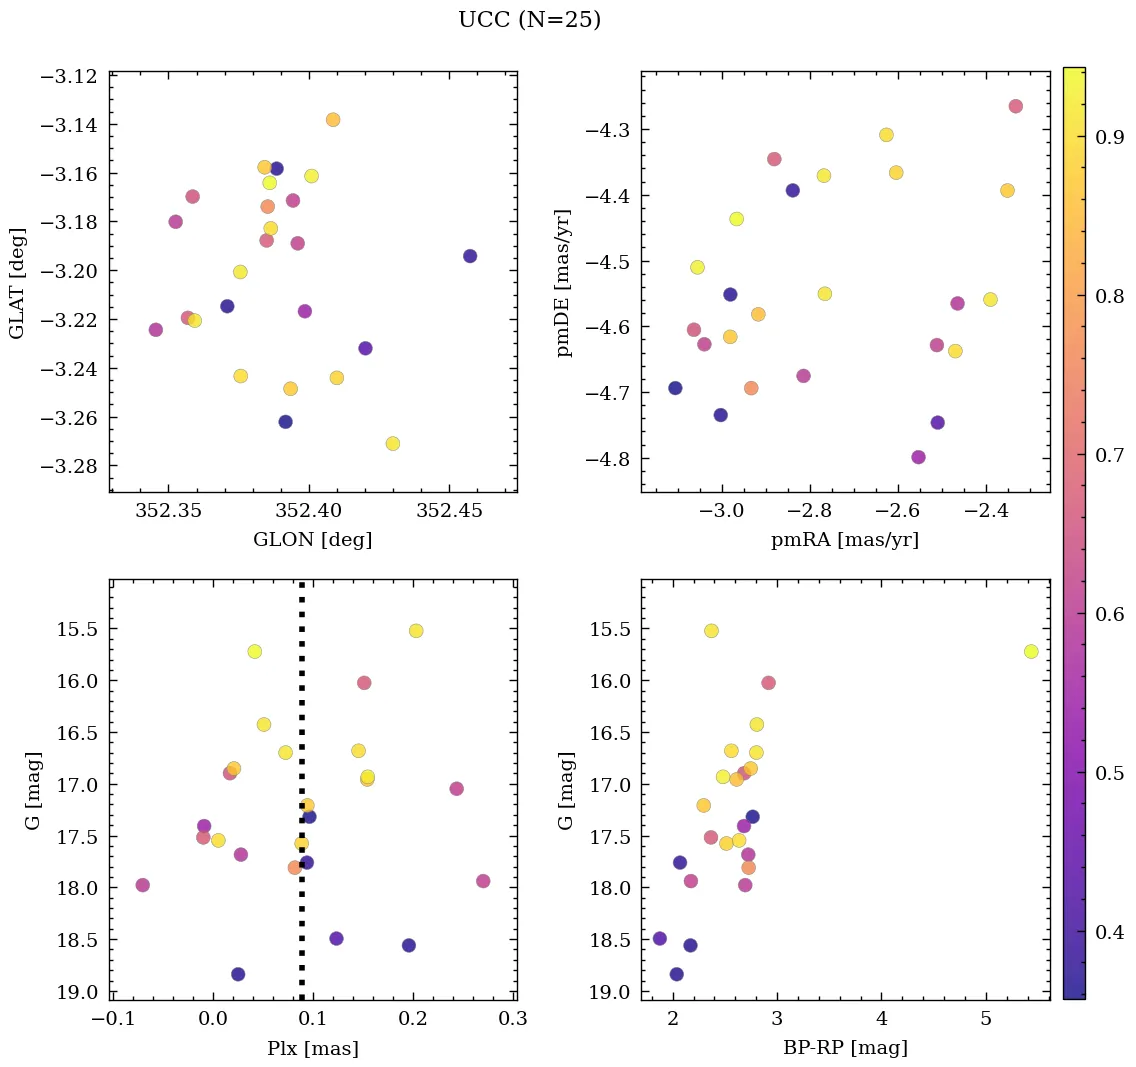 UCC (N=25)
−3.12
−3.14
−3.16
−3.18
−3.20
−3.22
−3.24
−3.26
−3.28
GLAT [deg]
352.35 352.40 352.45
GLON [deg]
−4.3
−4.4
−4.5
−4.6
−4.7
−4.8
pmDE [mas/yr]
−3.0 −2.8 −2.6 −2.4
pmRA [mas/yr]
15.5
16.0
16.5
17.0
17.5
18.0
18.5
19.0
G [mag]
−0.1 0.0 0.1 0.2 0.3
Plx [mas]
15.5
16.0
16.5
17.0
17.5
18.0
18.5
19.0
G [mag]
2 3 4 5
BP-RP [mag]
0.9
0.8
0.7
0.6
0.5
0.4